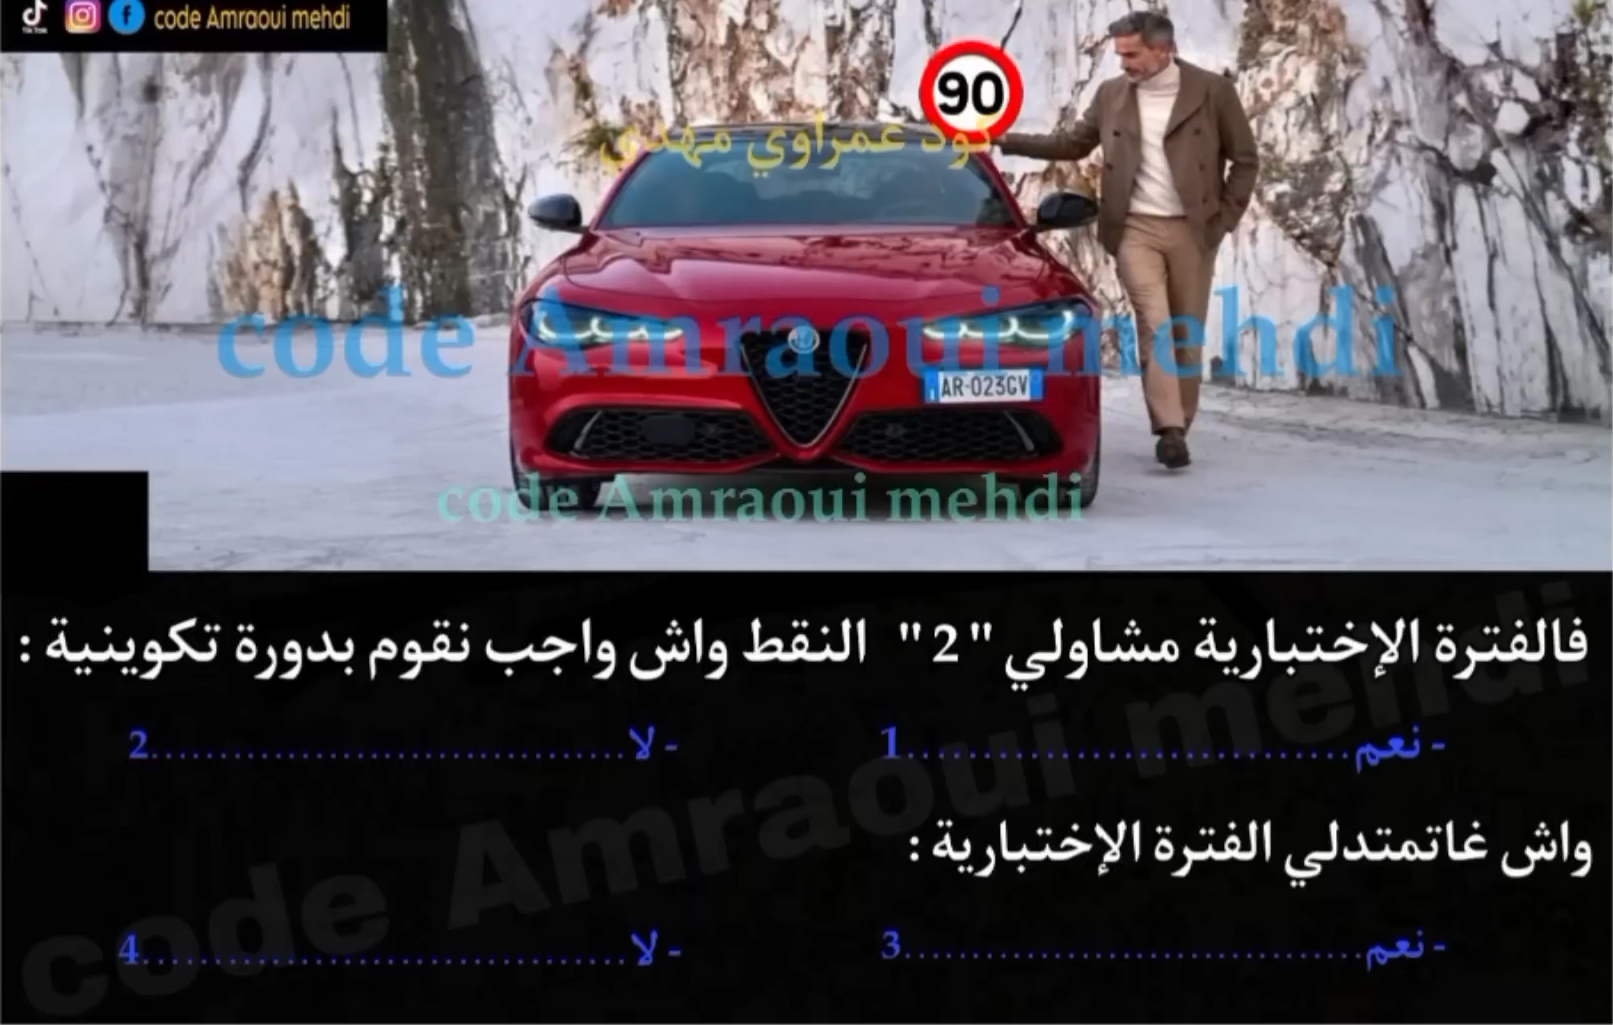 code Amraoui mehdi
90
كود عمراوي مهدي
code Amraoui mehdi
AR-023GV
code Amraoui mehdi
فالفترة الإختبارية مشاولي "2" النقط واش واجب نقوم بدورة تكوينية :
- نعم..............................1 - لا................................2
واش غاتمتدلي الفترة الإختبارية :
- نعم...............................3 - لا.................................4
code Amraoui mehdi